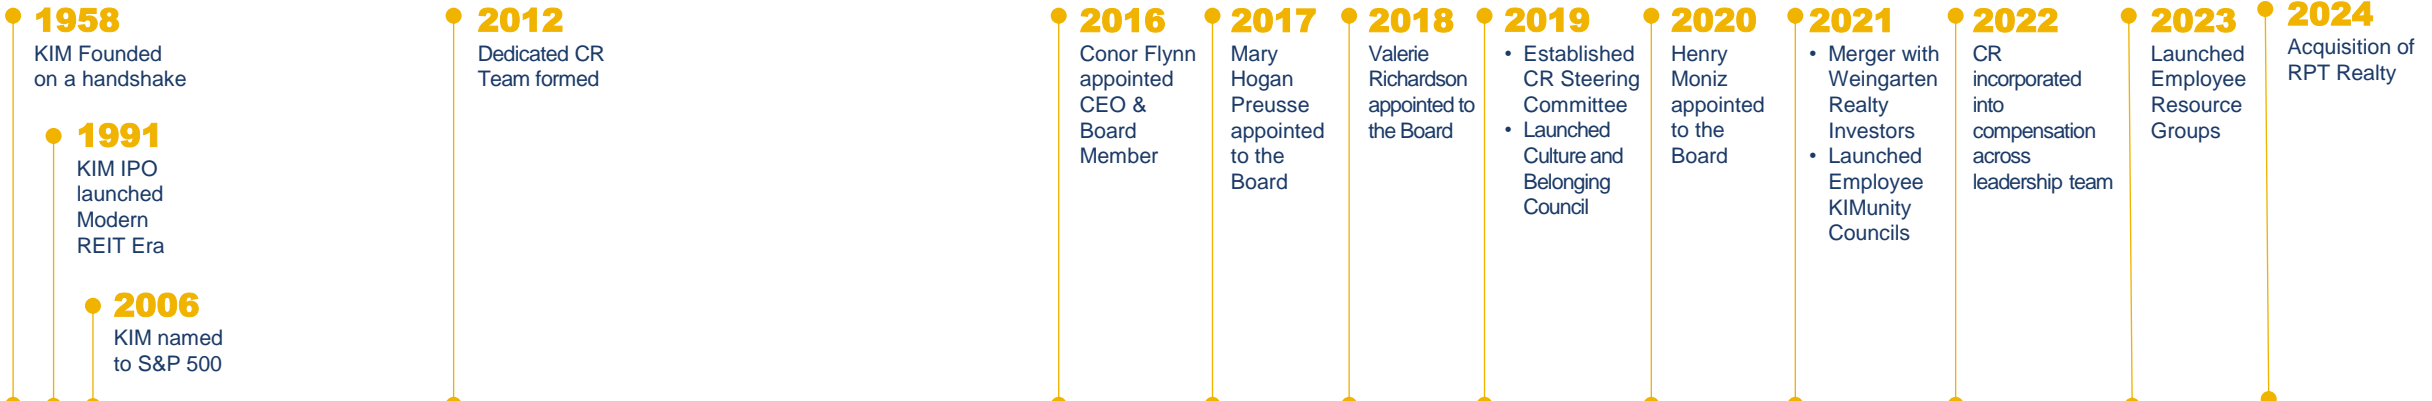 1958
KIM Founded
on a handshake
1991
KIM IPO
launched
Modern
REIT Era
2006
KIM named
to S&P 500
2012
Dedicated CR
Team formed
2016
Conor Flynn
appointed
CEO &
Board
Member
2017
Mary
Hogan
Preusse
appointed
to the
Board
2018
Valerie
Richardson
appointed to
the Board
2019
• Established
CR Steering
Committee
• Launched
Culture and
Belonging
Council
2020
Henry
Moniz
appointed
to the
Board
2021
• Merger with
Weingarten
Realty
Investors
• Launched
Employee
KIMunity
Councils
2022
CR
incorporated
into
compensation
across
leadership team
2023
Launched
Employee
Resource
Groups
2024
Acquisition of
RPT Realty